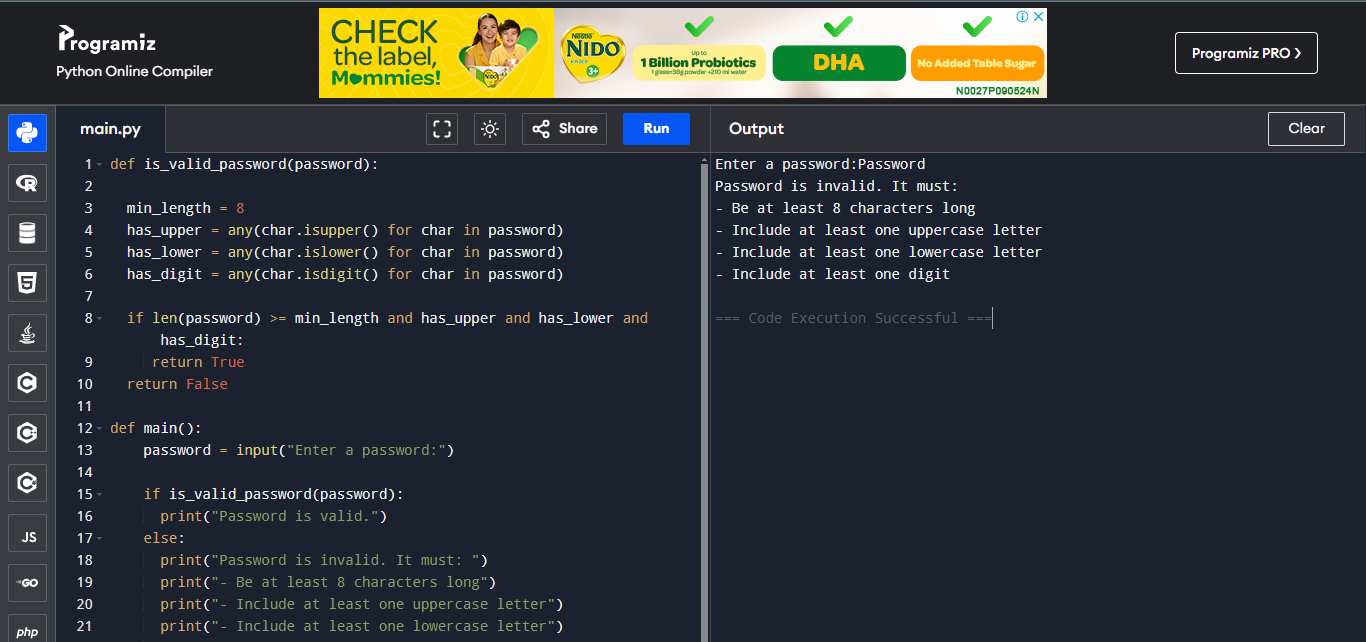 Programiz
Python Online Compiler
CHECK
the label,
Mommies!
NIDO
Nestlé
NIDO
3+
Up to
1 Billion Probiotics
1 glass=38g powder +210 ml water
DHA
No Added Table Sugar
N0027P090524N
Programiz PRO ❯
main.py
Share
Run
Output
Clear
JS
GO
php
1 def is_valid_password(password):
2
3 min_length = 8
4 has_upper = any(char.isupper() for char in password)
5 has_lower = any(char.islower() for char in password)
6 has_digit = any(char.isdigit() for char in password)
7
8 if len(password) >= min_length and has_upper and has_lower and
has_digit:
9 return True
10 return False
11
12 def main():
13 password = input("Enter a password:")
14
15 if is_valid_password(password):
16 print("Password is valid.")
17 else:
18 print("Password is invalid. It must: ")
19 print("- Be at least 8 characters long")
20 print("- Include at least one uppercase letter")
21 print("- Include at least one lowercase letter")
Enter a password:Password
Password is invalid. It must:
- Be at least 8 characters long
- Include at least one uppercase letter
- Include at least one lowercase letter
- Include at least one digit
=== Code Execution Successful ===